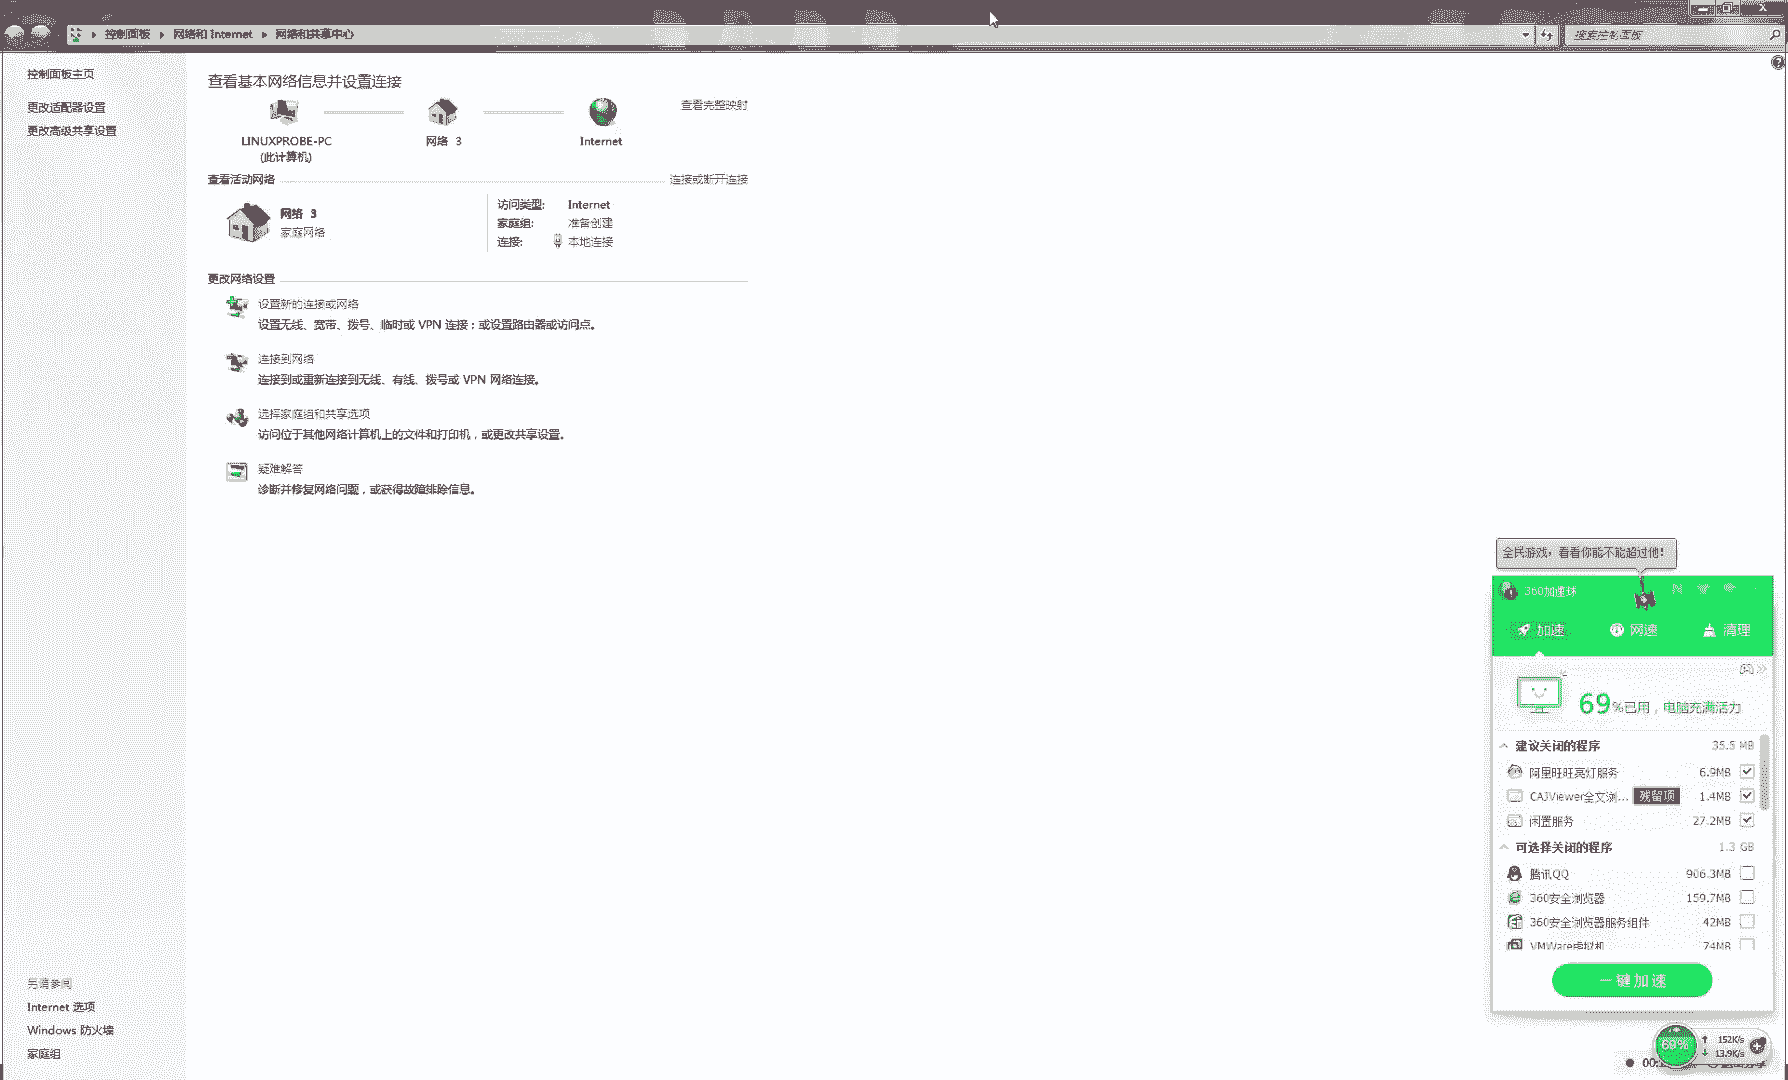 控制面板 网络和 Internet 网络和共享中心
搜索控制面板
控制面板主页
更改适配器设置
更改高级共享设置
查看基本网络信息并设置连接
查看完整映射
LINUXPROBE-PC
(此计算机)
网络 3
Internet
查看活动网络
连接或断开连接
网络 3
家庭网络
访问类型: Internet
家庭组: 准备创建
连接: 本地连接
更改网络设置
设置新的连接或网络
设置无线、宽带、拨号、临时或 VPN 连接；或设置路由器或访问点。
连接到网络
连接到或重新连接到无线、有线、拨号或 VPN 网络连接。
选择家庭组和共享选项
访问位于其他网络计算机上的文件和打印机，或更改共享设置。
疑难解答
诊断并修复网络问题，或获得故障排除信息。
另请参阅
Internet 选项
Windows 防火墙
家庭组
全民游戏，看看你能不能超过他!
360加速球
加速 网速 清理
69%已用，电脑充满活力
建议关闭的程序 35.5 MB
阿里旺旺亮灯服务 6.9MB
CAJViewer全文浏... 残留项 1.4MB
闲置服务 27.2MB
可选择关闭的程序 1.3 GB
腾讯QQ 906.3MB
360安全浏览器 159.7MB
360安全浏览器服务组件 42MB
VMWare虚拟机 74MB
一键加速
69%
152K/s
13.9K/s